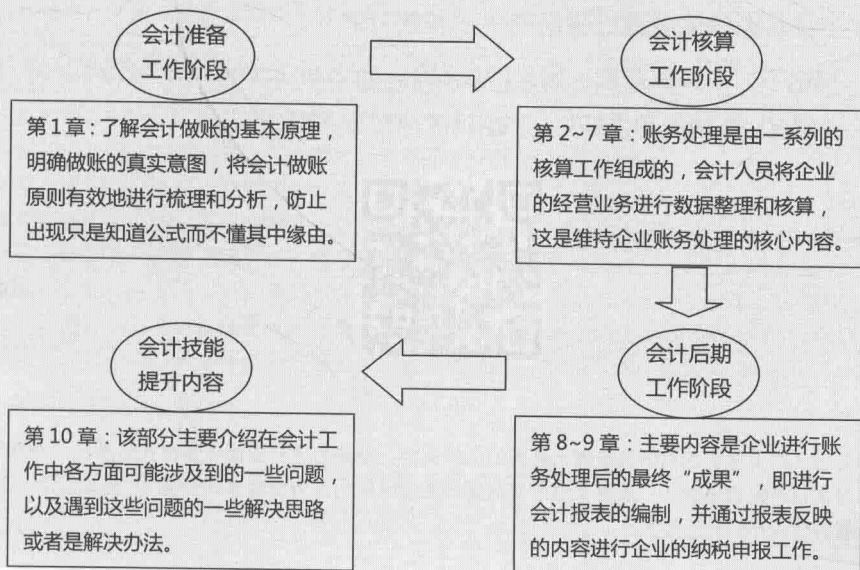 会计准备
工作阶段
第1章：了解会计做账的基本原理，
明确做账的真实意图，将会计做账
原则有效地进行梳理和分析，防止
出现只是知道公式而不懂其中缘由。
会计核算
工作阶段
第 2~7 章：账务处理是由一系列的
核算工作组成的，会计人员将企业
的经营业务进行数据整理和核算，
这是维持企业账务处理的核心内容。
会计后期
工作阶段
第 8~9 章：主要内容是企业进行账
务处理后的最终“成果”，即进行
会计报表的编制，并通过报表反映
的内容进行企业的纳税申报工作。
会计技能
提升内容
第 10 章：该部分主要介绍在会计工
作中各方面可能涉及到的一些问题，
以及遇到这些问题的一些解决思路
或者是解决办法。